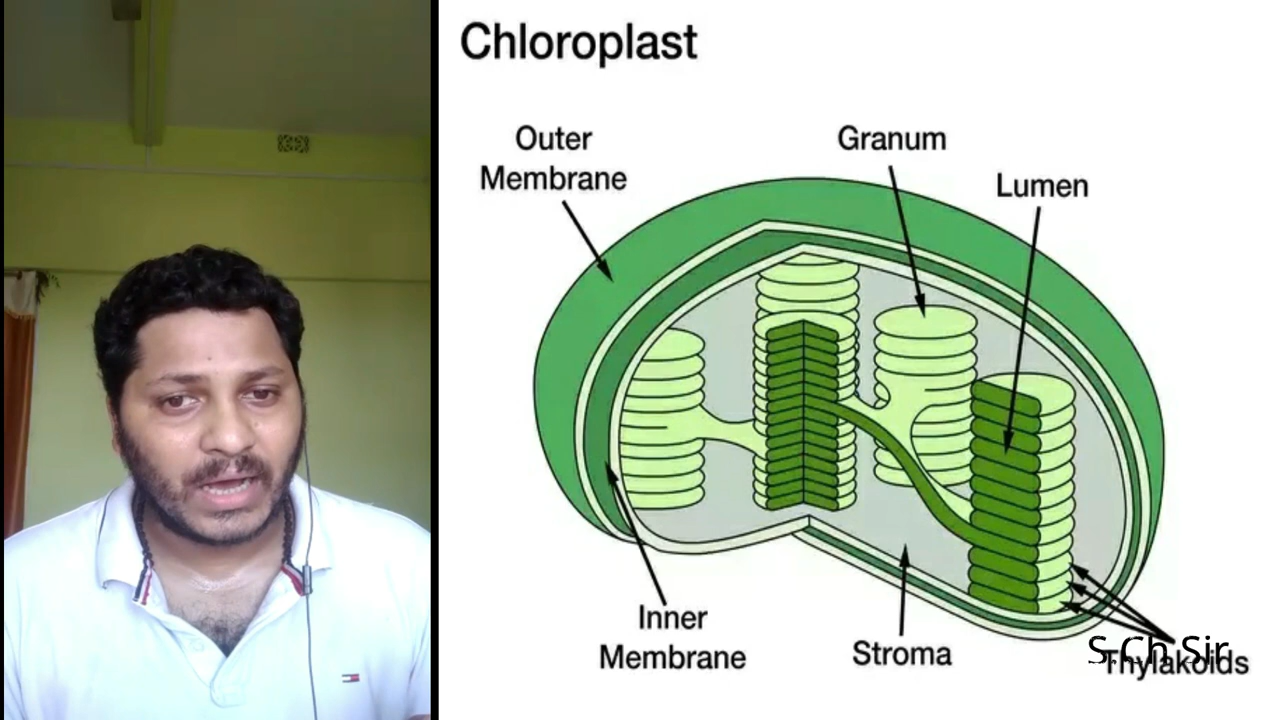 Chloroplast
Outer
Membrane
Granum
Lumen
Inner
Membrane
Stroma
Thylakoids
S.Ch Sir